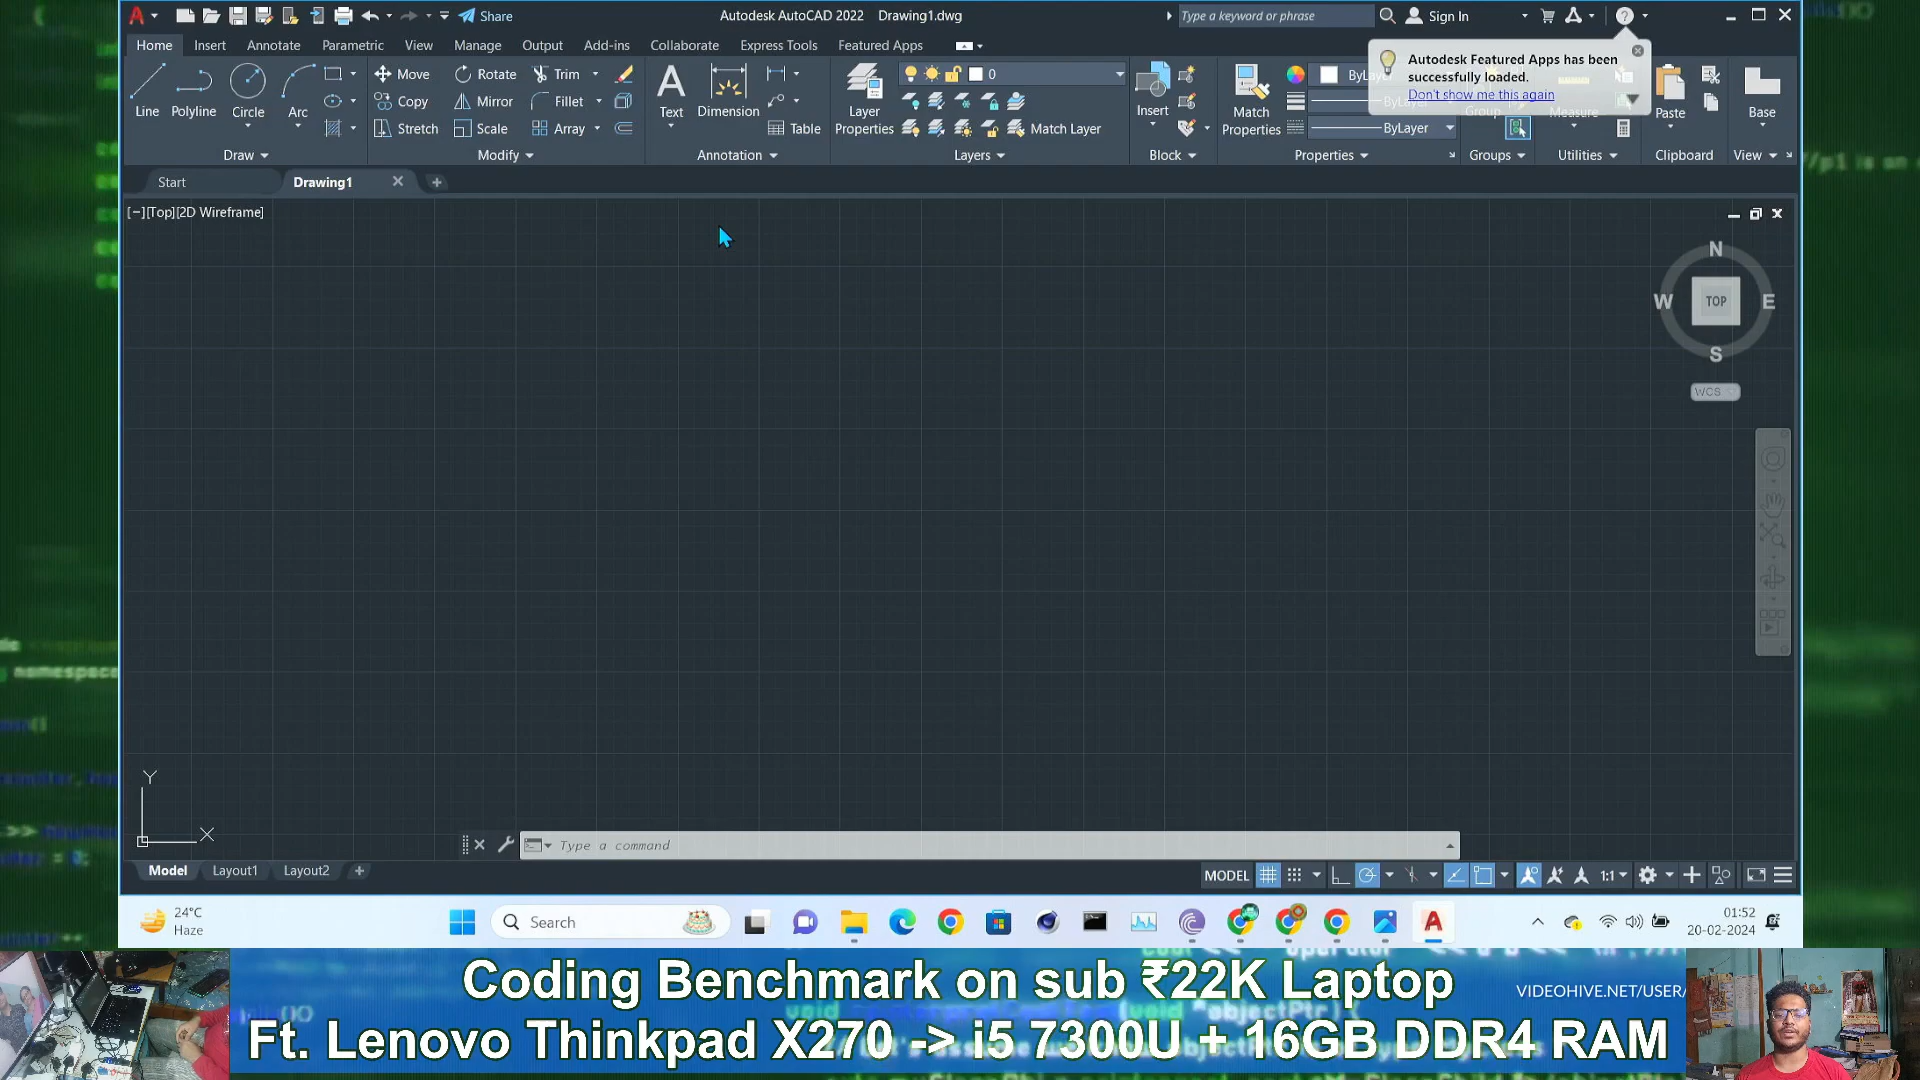 Share
Autodesk AutoCAD 2022 Drawing1.dwg
Type a keyword or phrase
Sign In
Home Insert Annotate Parametric View Manage Output Add-ins Collaborate Express Tools Featured Apps
Autodesk Featured Apps has been
successfully loaded.
Don't show me this again
Line Polyline Circle Arc
Move Rotate Trim
Copy Mirror Fillet
Stretch Scale Array
Text Dimension Table
Layer
Properties
0
Match Layer
Insert
Match
Properties
ByLayer
ByLayer
Group
Measure
Paste
Base
Draw Modify Annotation Layers Block Properties Groups Utilities Clipboard View
Start Drawing1
[−][Top][2D Wireframe]
N
W TOP E
S
WCS
Y
X
Type a command
Model Layout1 Layout2
MODEL 1:1
24°C
Haze
Search
01:52
20-02-2024
Coding Benchmark on sub ₹22K Laptop
VIDEOHIVE.NET/USER/
Ft. Lenovo Thinkpad X270 -> i5 7300U + 16GB DDR4 RAM